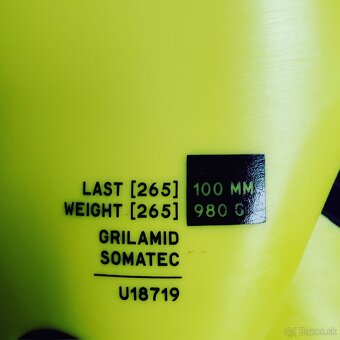 LAST [265] 100 MM
WEIGHT [265] 980 G
GRILAMID
SOMATEC
U18719